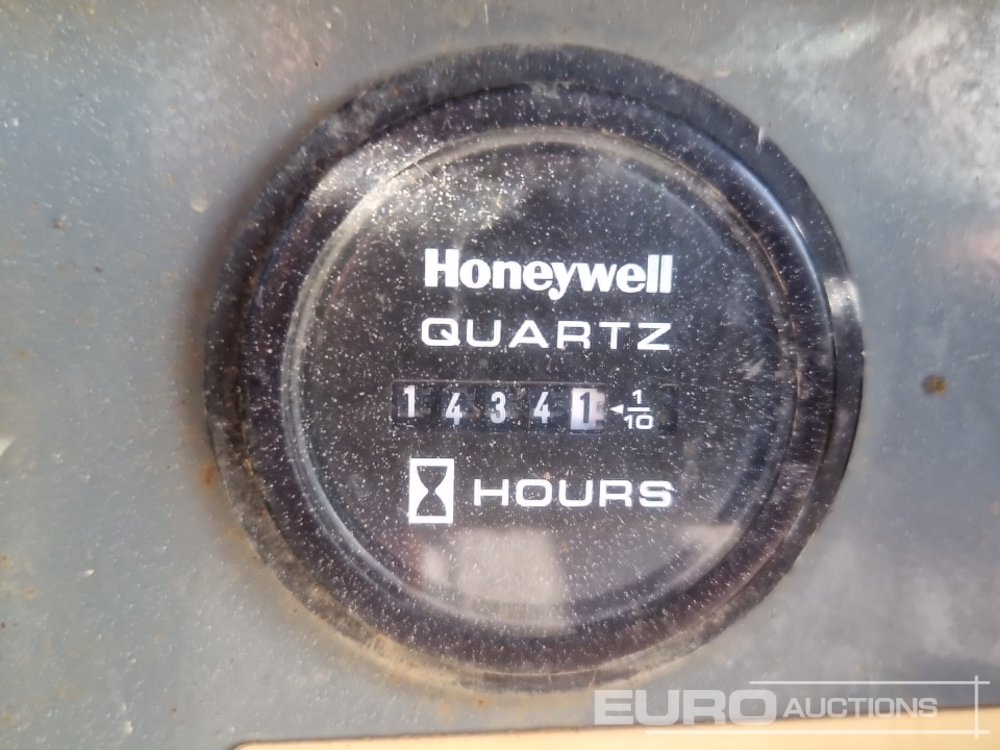 Honeywell
QUARTZ
14341 1/10
HOURS
EURO AUCTIONS